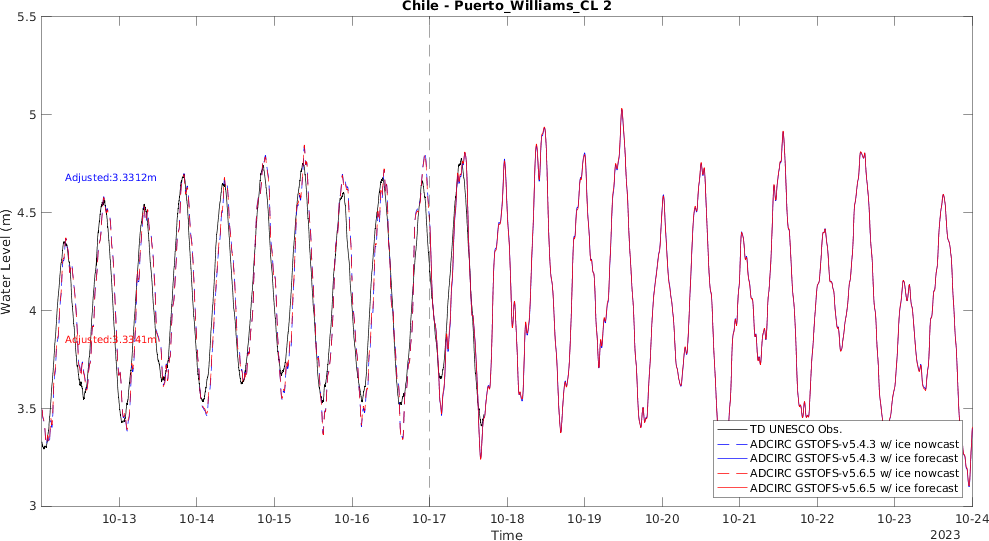 Chile - Puerto_Williams_CL 2
5.5
5
4.5
4
3.5
3
Water Level (m)
Adjusted:3.3312m
Adjusted:3.3341m
TD UNESCO Obs.
ADCIRC GSTOFS-v5.4.3 w/ ice nowcast
ADCIRC GSTOFS-v5.4.3 w/ ice forecast
ADCIRC GSTOFS-v5.6.5 w/ ice nowcast
ADCIRC GSTOFS-v5.6.5 w/ ice forecast
10-13 10-14 10-15 10-16 10-17 10-18 10-19 10-20 10-21 10-22 10-23 10-24
Time
2023